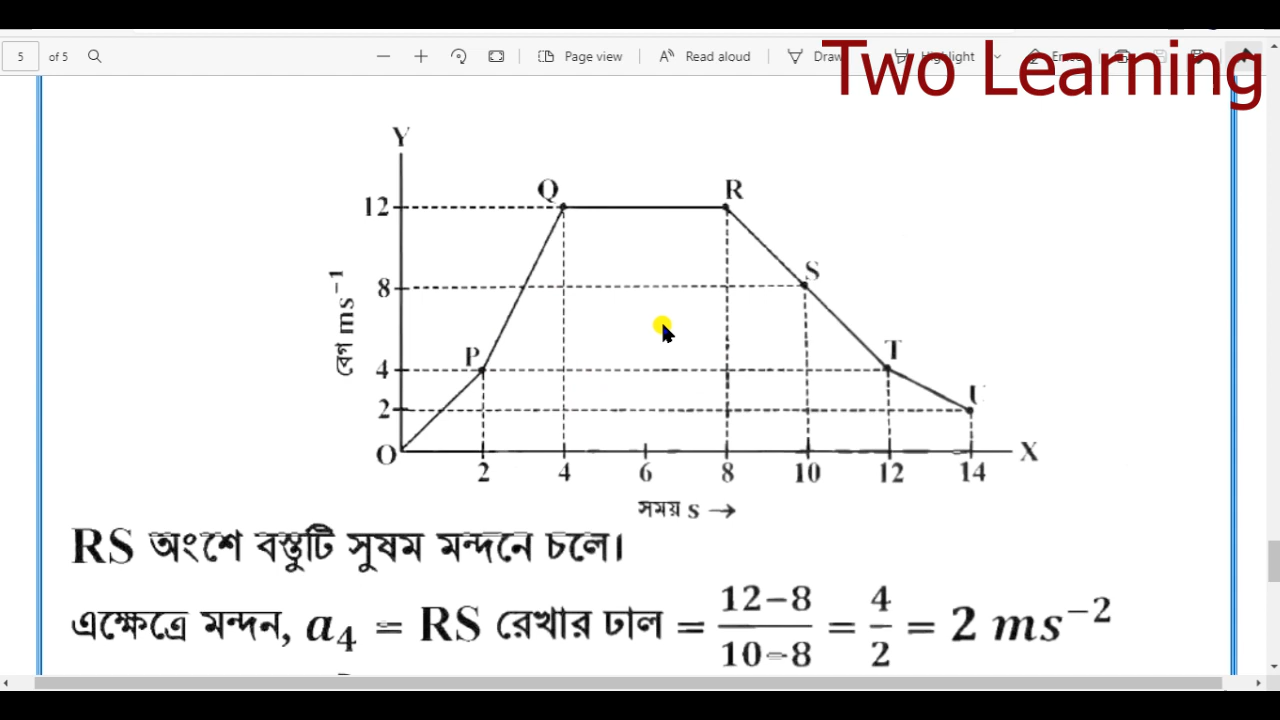 5 of 5 Page view Read aloud Draw Highlight
Two Learning
Y
Q R
12
S
8
বেগ ms⁻¹
P T
4
2
O X
2 4 6 8 10 12 14
সময় s →
RS অংশে বস্তুটি সুষম মন্দনে চলে।
এক্ষেত্রে মন্দন, a₄ = RS রেখার ঢাল = 12−8 / 10−8 = 4 / 2 = 2 ms⁻²